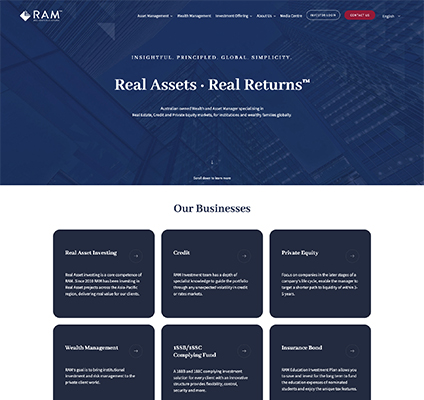 RAM
Asset Management
Wealth Management
Investment Offering
About Us
Media Centre
INVESTOR LOGIN
CONTACT US
English
INSIGHTFUL. PRINCIPLED. GLOBAL. SIMPLICITY.
Real Assets · Real Returns™
Australian owned Wealth and Asset Manager specialising in
Real Estate, Credit and Private Equity markets, for institutions and wealthy families globally
Scroll down to learn more
Our Businesses
Real Asset Investing
Real Asset Investing is a core competence of
RAM. Since 2010 RAM has been investing in
Real Asset projects across the Asia Pacific
region, delivering real value for our clients.
Credit
RAM Investment team has a depth of
specialist knowledge to guide the portfolio
through any unexpected volatility in credit
or rates markets.
Private Equity
Focus on companies in the later stages of a
company's life cycle, enable the manager to
target a shorter path to liquidity of within 2-
5 years.
Wealth Management
RAM's goal is to bring institutional
investment and risk management to the
private client world.
188B/188C
Complying Fund
A 188B and 188C complying investment
solution for every client with an innovative
structure provides flexibility, control,
security and more.
Insurance Bond
RAM Education Investment Plan allows you
to save and invest for the long term to fund
the education expenses of nominated
students and enjoy the unique tax features.